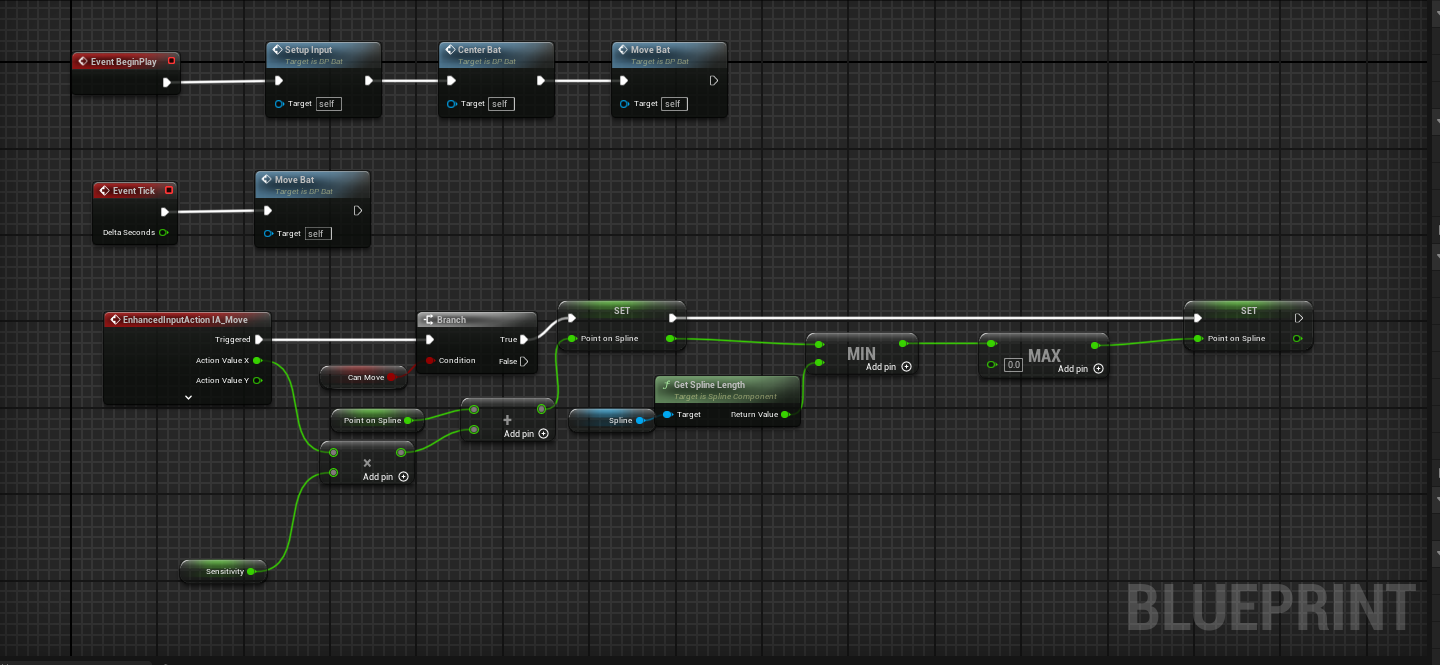 Event BeginPlay
Setup Input
Target is DP Bat
Target self
Center Bat
Target is DP Bat
Target self
Move Bat
Target is DP Bat
Target self
Event Tick
Delta Seconds
Move Bat
Target is DP Bat
Target self
EnhancedInputAction IA_Move
Triggered
Action Value X
Action Value Y
Branch
True
Condition
False
Can Move
SET
Point on Spline
Point on Spline
+
Add pin
×
Add pin
Sensitivity
Spline
Get Spline Length
Target is Spline Component
Target
Return Value
MIN
Add pin
MAX
0.0
Add pin
SET
Point on Spline
BLUEPRINT